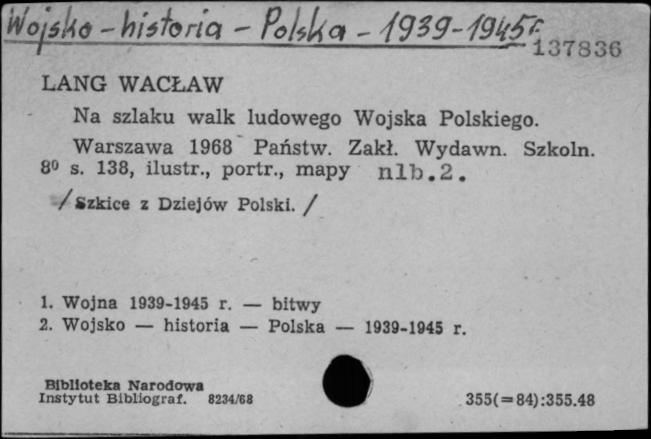 Wojsko - historia - Polska - 1939-1945 r.
137836
LANG WACŁAW
Na szlaku walk ludowego Wojska Polskiego.
Warszawa 1968 Państw. Zakł. Wydawn. Szkoln.
8⁰ s. 138, ilustr., portr., mapy nlb.2.
/Szkice z Dziejów Polski./
1. Wojna 1939-1945 r. — bitwy
2. Wojsko — historia — Polska — 1939-1945 r.
Biblioteka Narodowa
Instytut Bibliograf. 8234/68
355(=84):355.48